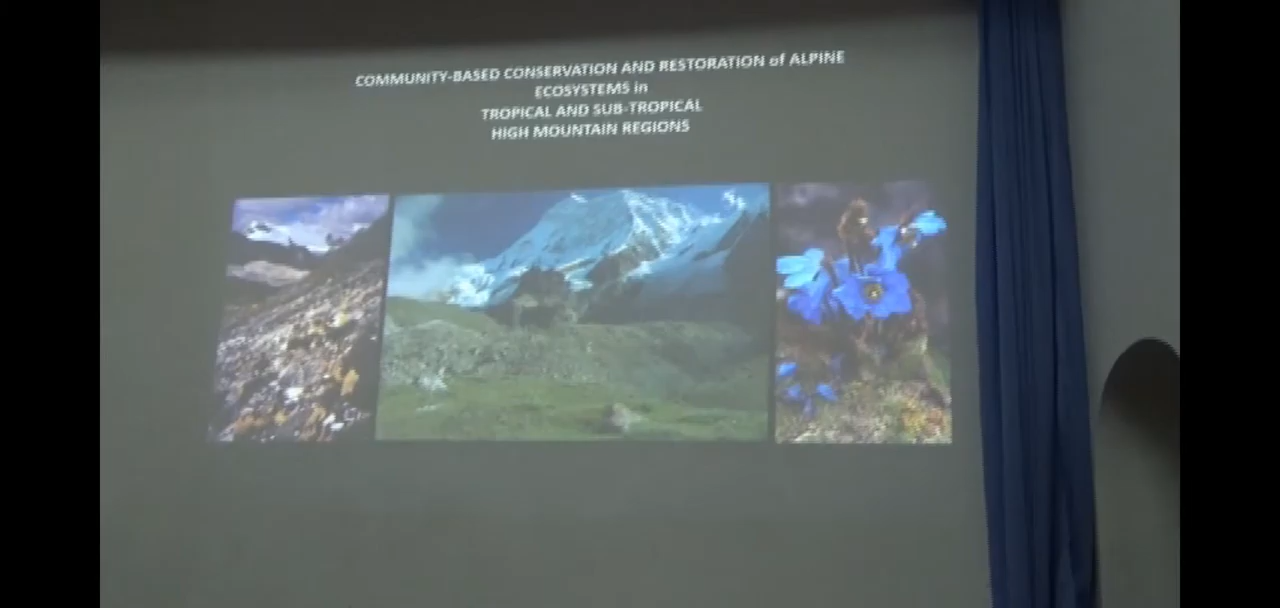 COMMUNITY-BASED CONSERVATION AND RESTORATION of ALPINE
ECOSYSTEMS in
TROPICAL AND SUB-TROPICAL
HIGH MOUNTAIN REGIONS